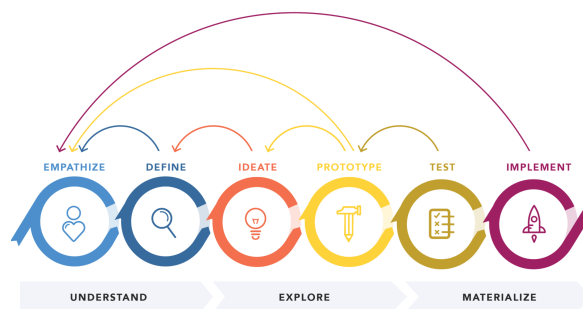 EMPATHIZE
DEFINE
IDEATE
PROTOTYPE
TEST
IMPLEMENT
UNDERSTAND
EXPLORE
MATERIALIZE